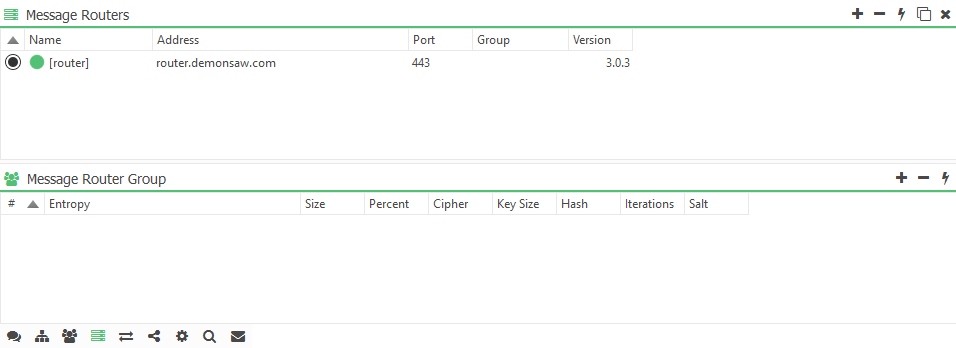 Message Routers
Name Address Port Group Version
[router] router.demonsaw.com 443 3.0.3
Message Router Group
# Entropy Size Percent Cipher Key Size Hash Iterations Salt